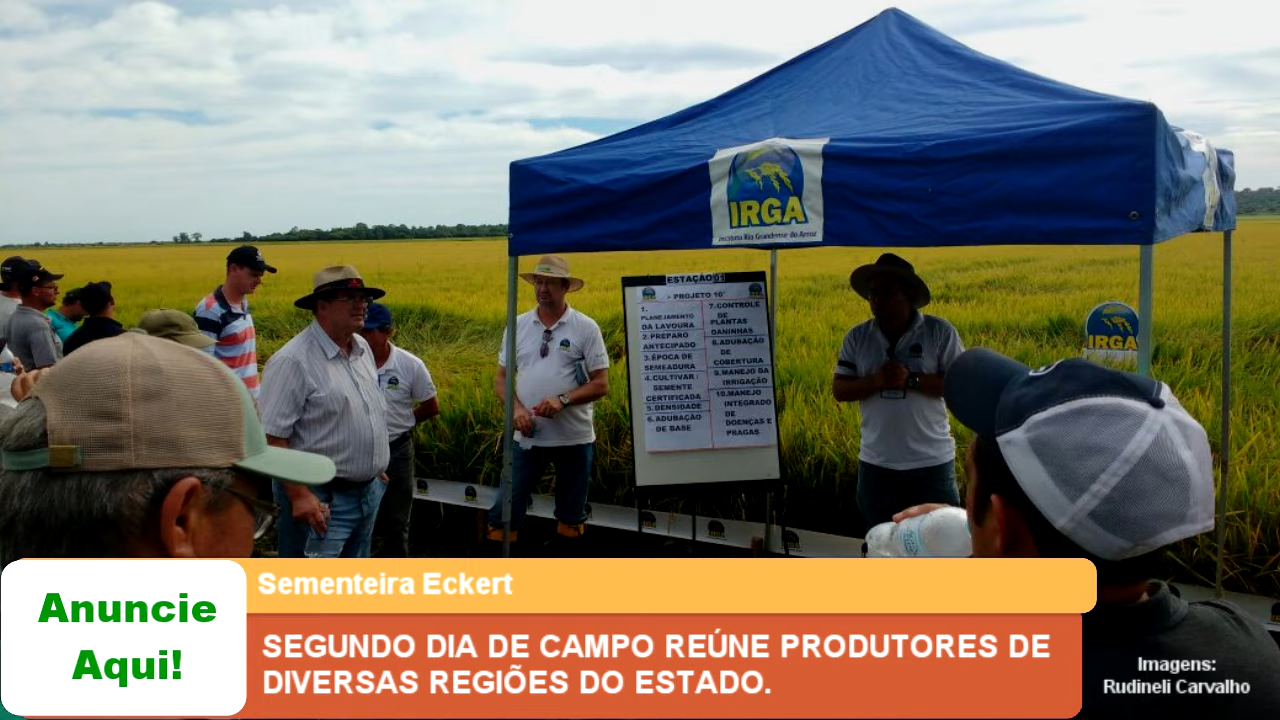 IRGA
Instituto Rio Grandense do Arroz
ESTAÇÃO 01
- PROJETO 10
1.
PLANEJAMENTO
DA LAVOURA
2. PREPARO
ANTECIPADO
3. ÉPOCA DE
SEMEADURA
4. CULTIVAR :
SEMENTE
CERTIFICADA
5. DENSIDADE
6. ADUBAÇÃO
DE BASE
7. CONTROLE
DE
PLANTAS
DANINHAS
8. ADUBAÇÃO
DE
COBERTURA
9. MANEJO DA
IRRIGAÇÃO
10. MANEJO
INTEGRADO
DE
DOENÇAS E
PRAGAS
IRGA
Anuncie
Aqui!
Sementeira Eckert
SEGUNDO DIA DE CAMPO REÚNE PRODUTORES DE
DIVERSAS REGIÕES DO ESTADO.
Imagens:
Rudineli Carvalho